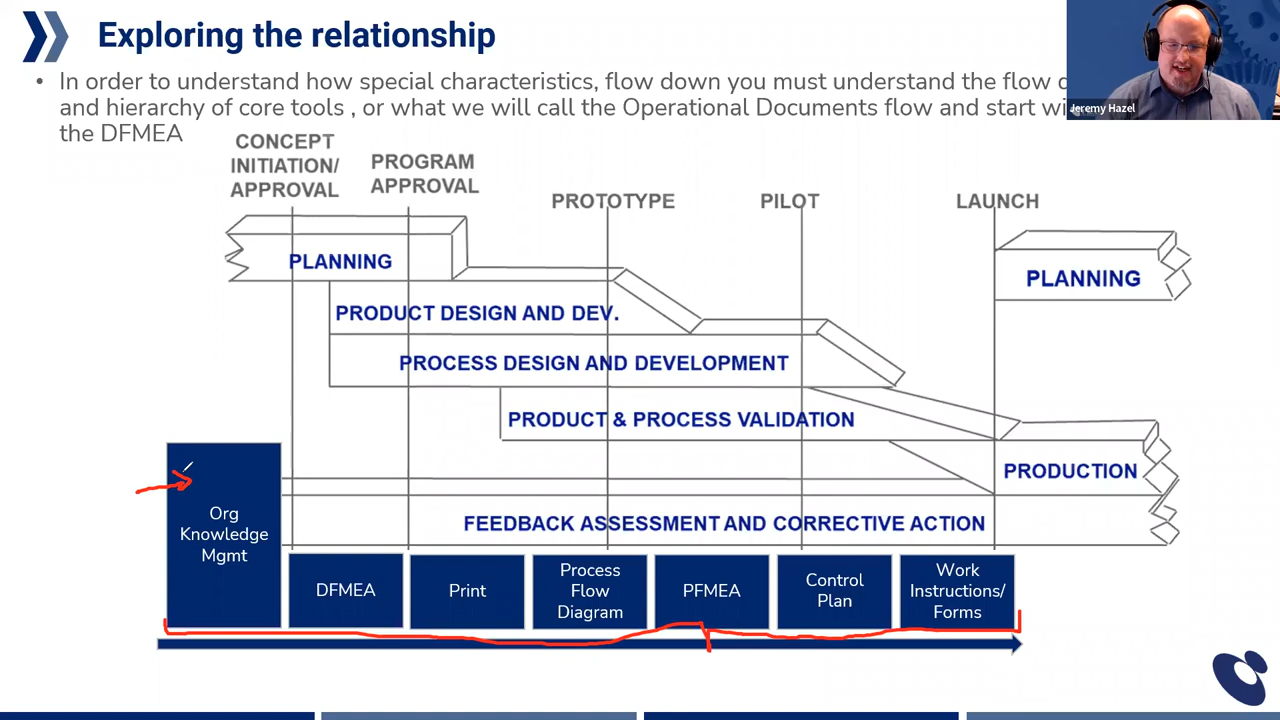 Exploring the relationship
• In order to understand how special characteristics, flow down you must understand the flow
and hierarchy of core tools , or what we will call the Operational Documents flow and start
the DFMEA
Jeremy Hazel
CONCEPT
INITIATION/
APPROVAL
PROGRAM
APPROVAL
PROTOTYPE
PILOT
LAUNCH
PLANNING
PLANNING
PRODUCT DESIGN AND DEV.
PROCESS DESIGN AND DEVELOPMENT
PRODUCT & PROCESS VALIDATION
PRODUCTION
FEEDBACK ASSESSMENT AND CORRECTIVE ACTION
Org
Knowledge
Mgmt
DFMEA
Print
Process
Flow
Diagram
PFMEA
Control
Plan
Work
Instructions/
Forms